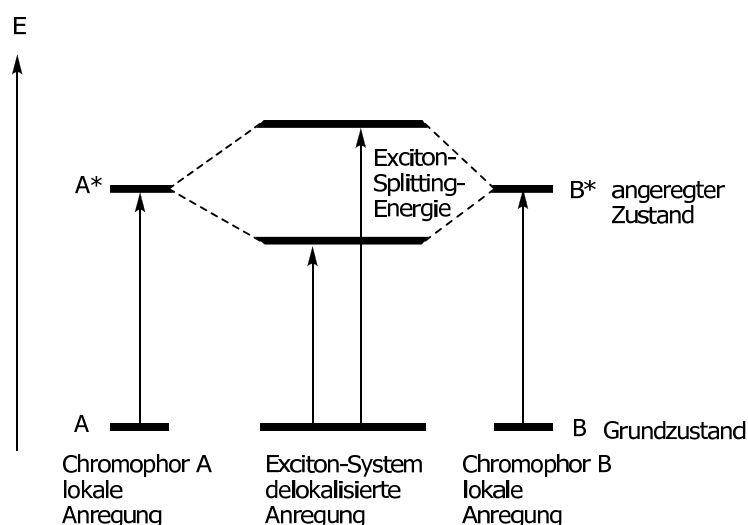 E
A*
Exciton-
Splitting-
Energie
B* angeregter
Zustand
A
B Grundzustand
Chromophor A
lokale
Anregung
Exciton-System
delokalisierte
Anregung
Chromophor B
lokale
Anregung